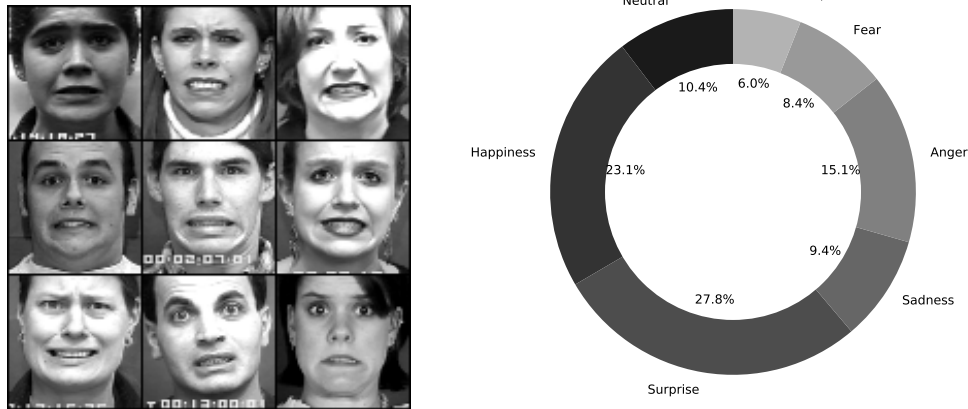 Neutral
Fear
10.4%
6.0%
8.4%
Happiness
Anger
23.1%
15.1%
9.4%
00:02:07.01
27.8%
Sadness
Surprise
00:13:00:01